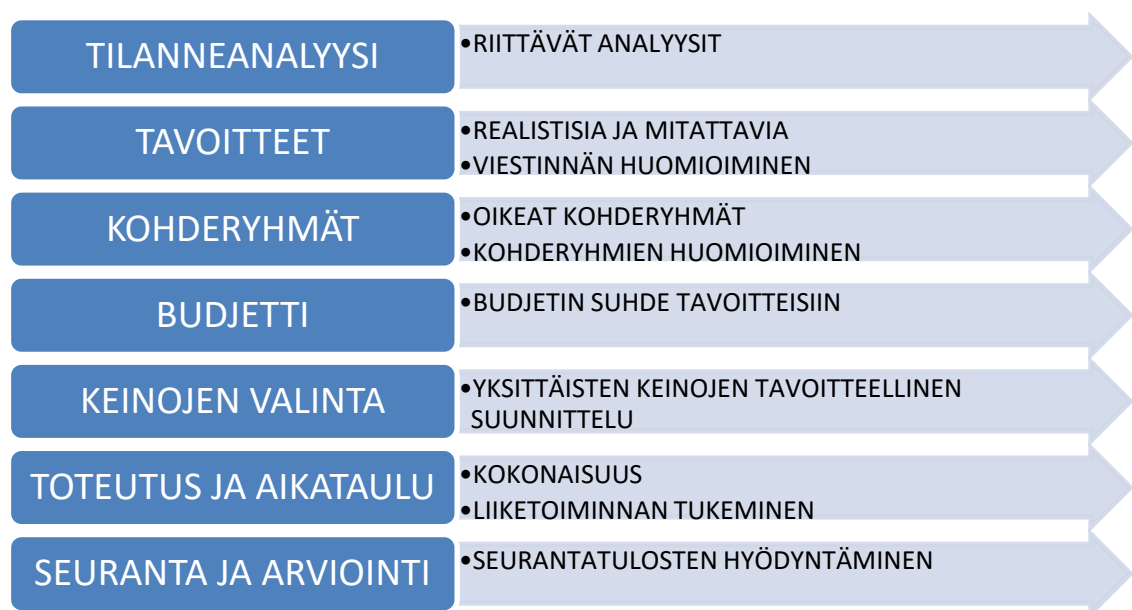 TILANNEANALYYSI
•RIITTÄVÄT ANALYYSIT
TAVOITTEET
•REALISTISIA JA MITATTAVIA
•VIESTINNÄN HUOMIOIMINEN
KOHDERYHMÄT
•OIKEAT KOHDERYHMÄT
•KOHDERYHMIEN HUOMIOIMINEN
BUDJETTI
•BUDJETIN SUHDE TAVOITTEISIIN
KEINOJEN VALINTA
•YKSITTÄISTEN KEINOJEN TAVOITTEELLINEN
SUUNNITTELU
TOTEUTUS JA AIKATAULU
•KOKONAISUUS
•LIIKETOIMINNAN TUKEMINEN
SEURANTA JA ARVIOINTI
•SEURANTATULOSTEN HYÖDYNTÄMINEN